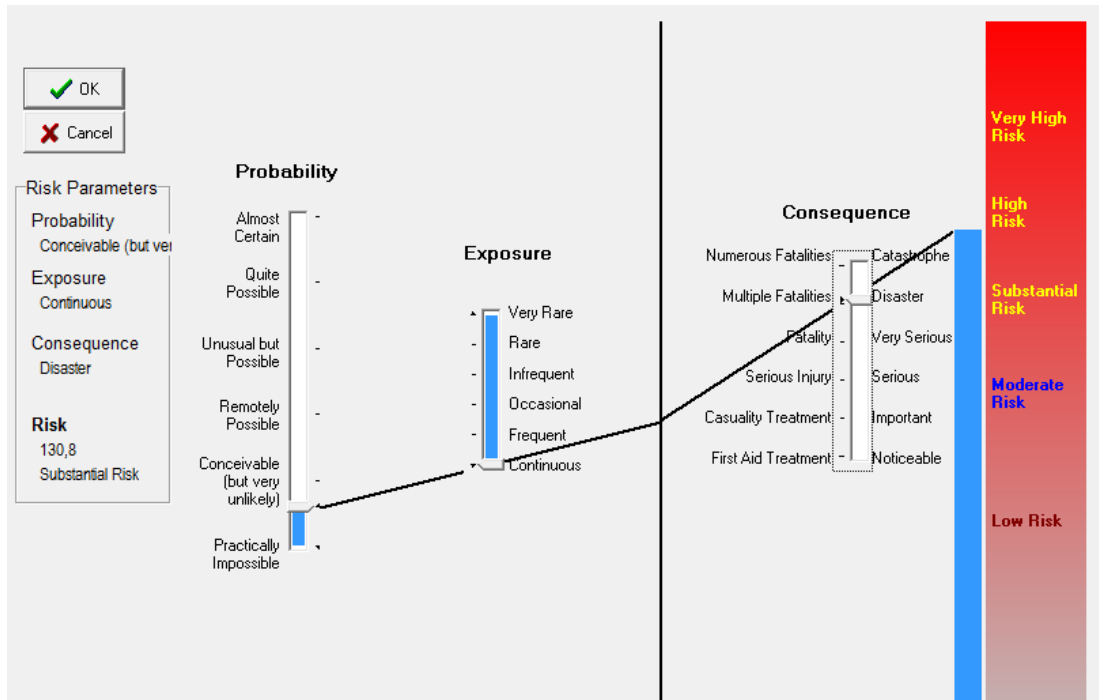 OK
Cancel
Risk Parameters
Probability
Conceivable (but ver
Exposure
Continuous
Consequence
Disaster
Risk
130,8
Substantial Risk
Probability
Almost
Certain
Quite
Possible
Unusual but
Possible
Remotely
Possible
Conceivable
(but very
unlikely)
Practically
Impossible
Exposure
Very Rare
Rare
Infrequent
Occasional
Frequent
Continuous
Consequence
Numerous Fatalities
Catastrophe
Multiple Fatalities
Disaster
Fatality
Very Serious
Serious Injury
Serious
Casuality Treatment
Important
First Aid Treatment
Noticeable
Very High
Risk
High
Risk
Substantial
Risk
Moderate
Risk
Low Risk